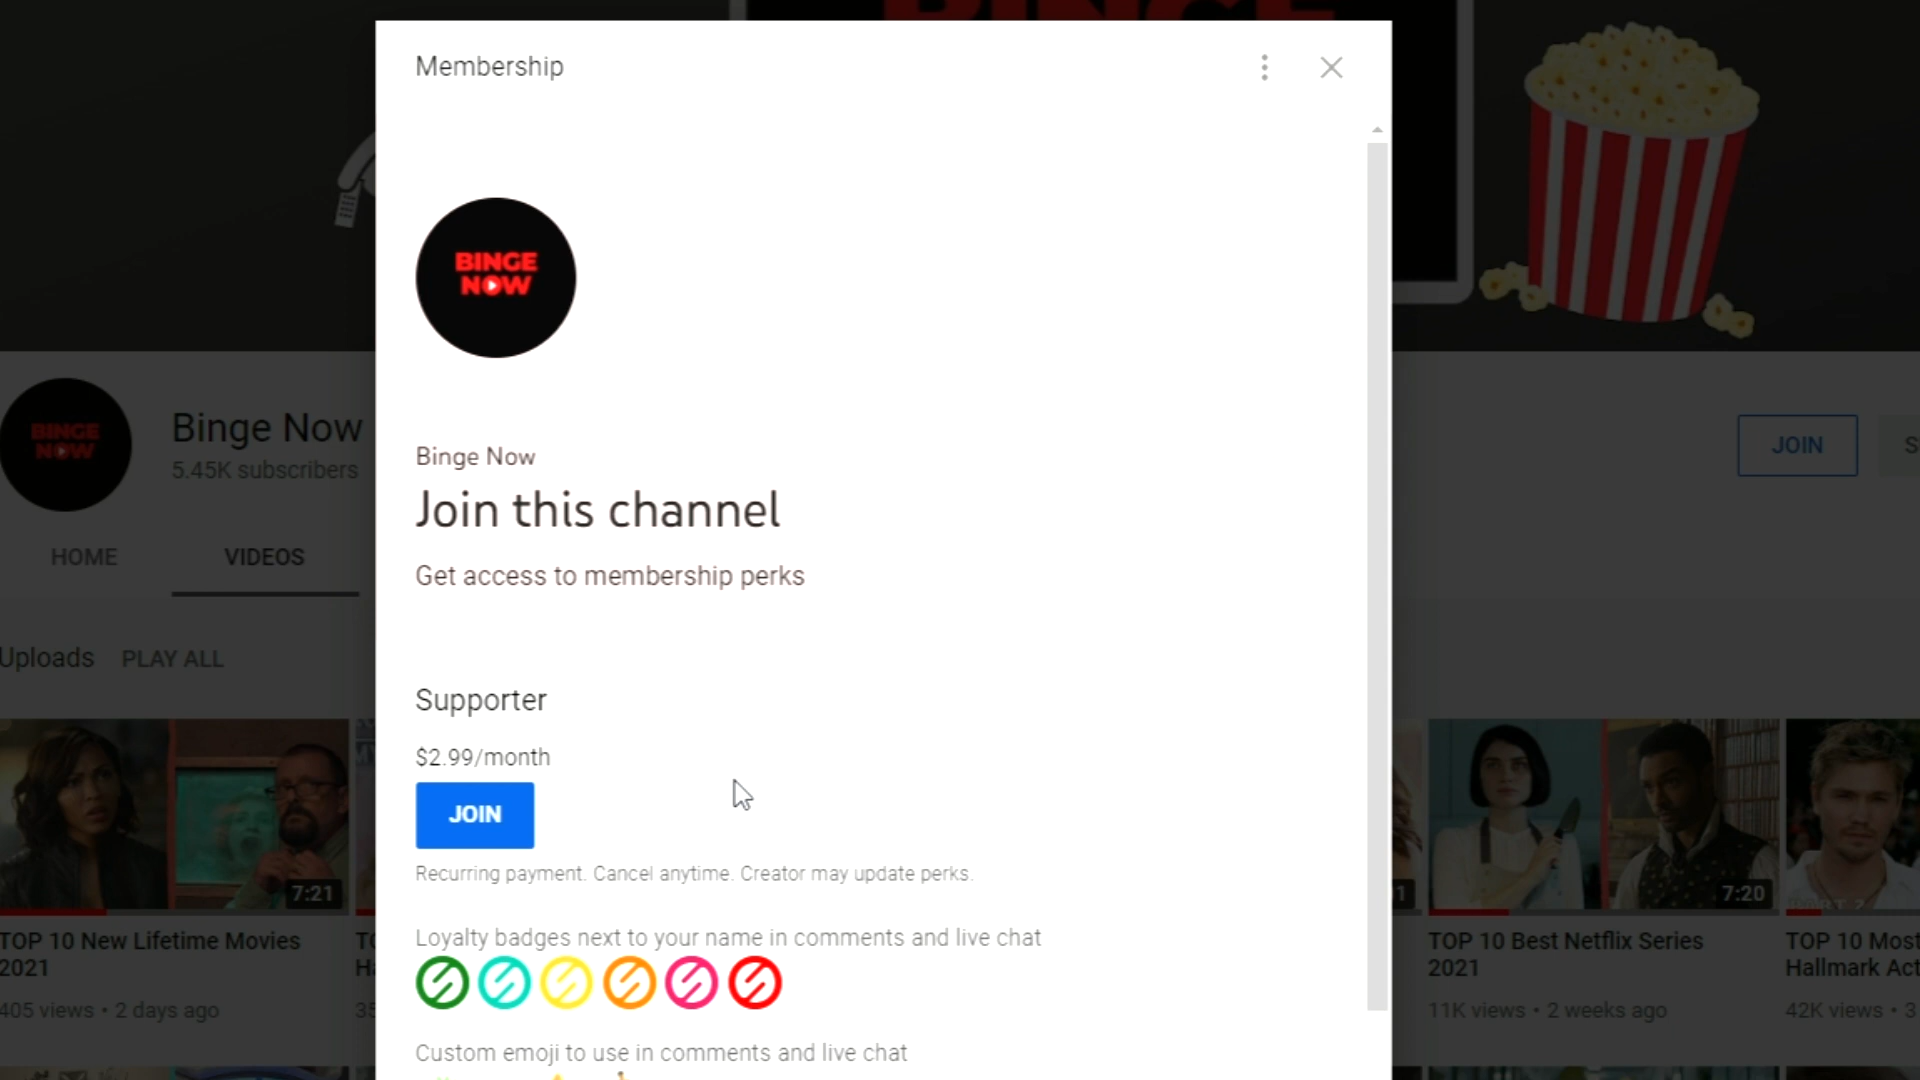 BINGE
Membership
BINGE
NOW
BINGE
NOW
Binge Now
5.45K subscribers
JOIN
S
HOME
VIDEOS
Binge Now
Join this channel
Get access to membership perks
Uploads
PLAY ALL
Supporter
$2.99/month
JOIN
Recurring payment. Cancel anytime. Creator may update perks.
7:21
7:20
TOP 10 New Lifetime Movies
2021
405 views • 2 days ago
TOP 10 Best Netflix Series
2021
11K views • 2 weeks ago
TOP 10 Most
Hallmark Act
42K views • 3
Loyalty badges next to your name in comments and live chat
Custom emoji to use in comments and live chat